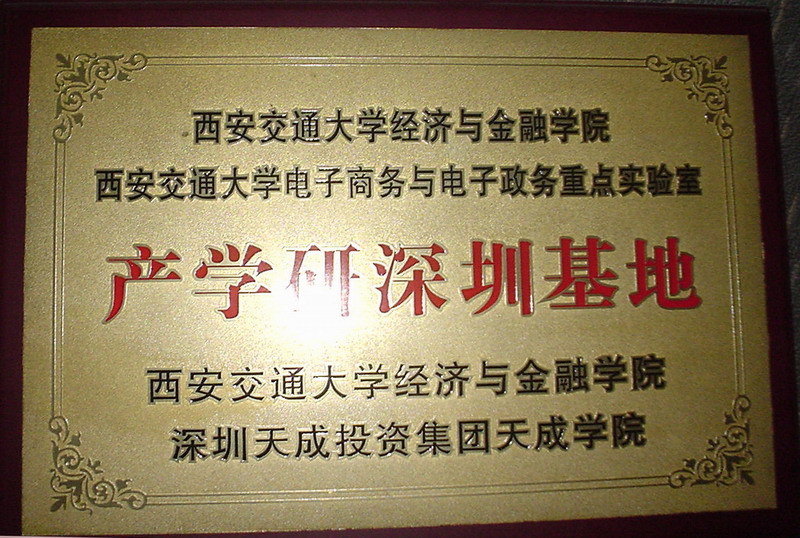 西安交通大学经济与金融学院
西安交通大学电子商务与电子政务重点实验室
产学研深圳基地
西安交通大学经济与金融学院
深圳天成投资集团天成学院